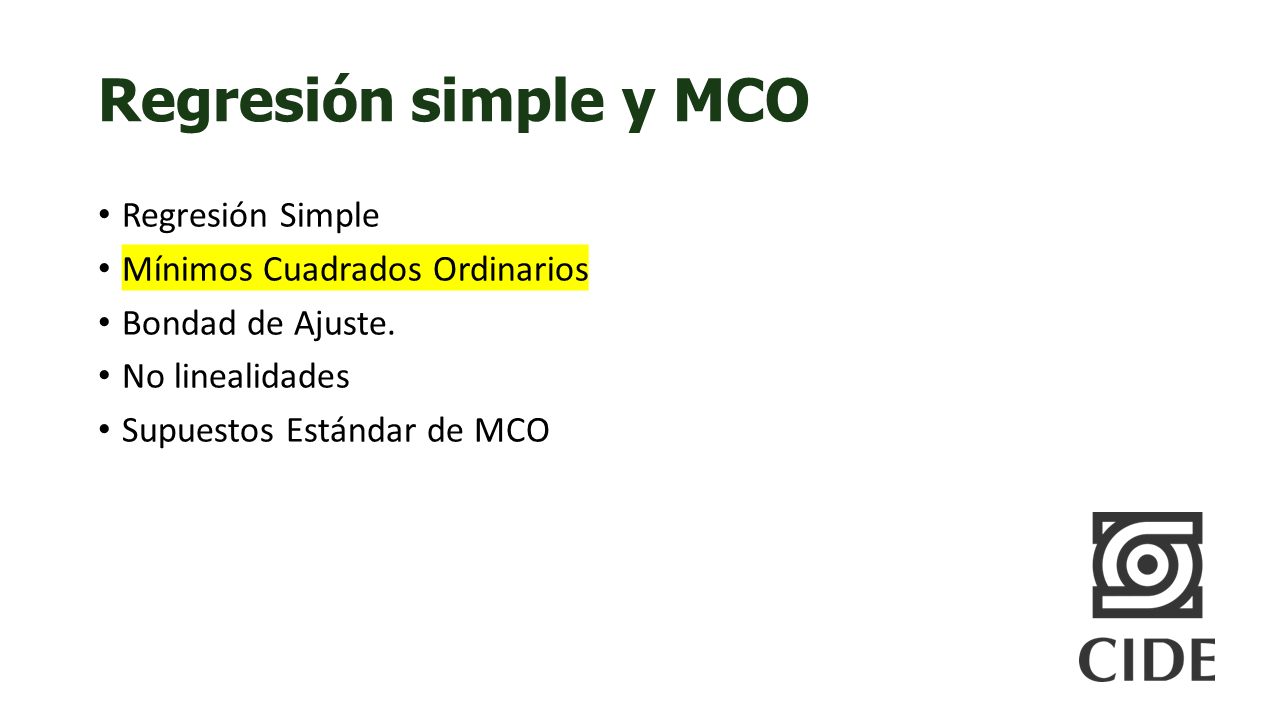 Regresión simple y MCO
• Regresión Simple
• Mínimos Cuadrados Ordinarios
• Bondad de Ajuste.
• No linealidades
• Supuestos Estándar de MCO
CIDE